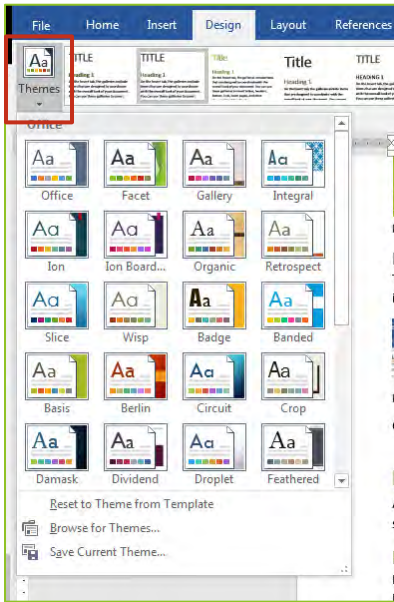 File Home Insert Design Layout References
Aa TITLE TITLE Title TITLE
Heading 1 Heading 1 Heading 1 HEADING 1
Themes
Office
Aa Aa Aa Aa
Office Facet Gallery Integral
Aa Aa Aa Aa
Ion Ion Board... Organic Retrospect
Aa Aa Aa Aa
Slice Wisp Badge Banded
Aa Aa Aa Aa
Basis Berlin Circuit Crop
Aa Aa Aa Aa
Damask Dividend Droplet Feathered
Reset to Theme from Template
Browse for Themes...
Save Current Theme...